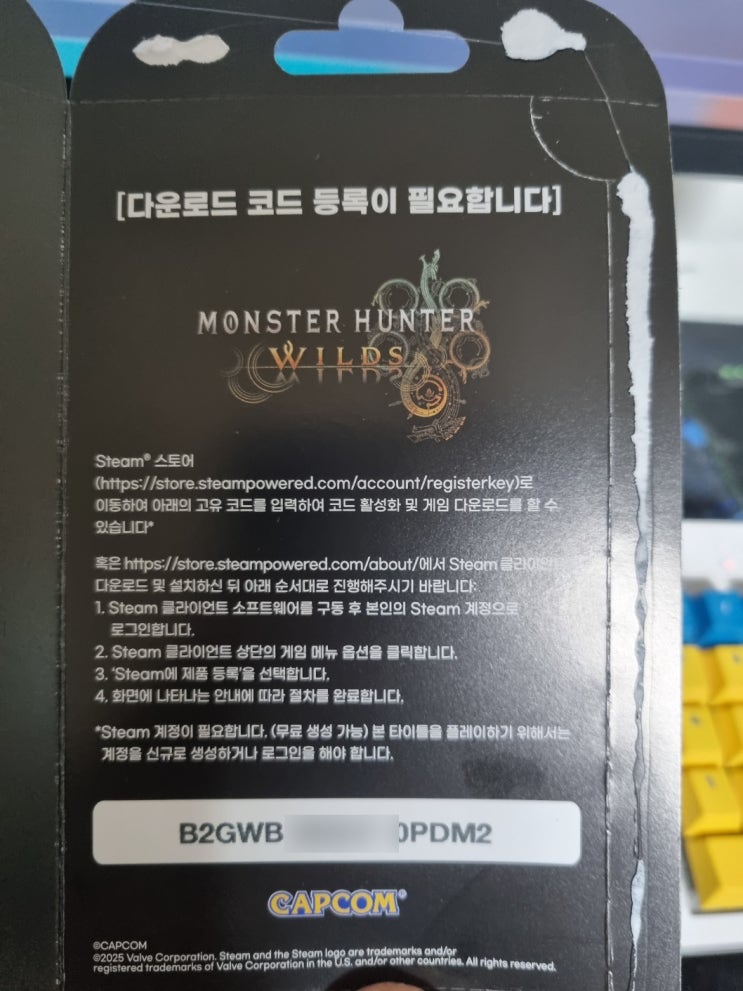 [다운로드 코드 등록이 필요합니다]
MONSTER HUNTER
WILDS
Steam® 스토어
(https://store.steampowered.com/account/registerkey)로
이동하여 아래의 고유 코드를 입력하여 코드 활성화 및 게임 다운로드를 할 수
있습니다*
혹은 https://store.steampowered.com/about/에서 Steam 클라이언트
다운로드 및 설치하신 뒤 아래 순서대로 진행해주시기 바랍니다:
1. Steam 클라이언트 소프트웨어를 구동 후 본인의 Steam 계정으로
로그인합니다.
2. Steam 클라이언트 상단의 게임 메뉴 옵션을 클릭합니다.
3. 'Steam에 제품 등록'을 선택합니다.
4. 화면에 나타나는 안내에 따라 절차를 완료합니다.
*Steam 계정이 필요합니다. (무료 생성 가능) 본 타이틀을 플레이하기 위해서는
계정을 신규로 생성하거나 로그인을 해야 합니다.
B2GWB 0PDM2
CAPCOM®
©CAPCOM
©2025 Valve Corporation. Steam and the Steam logo are trademarks and/or
registered trademarks of Valve Corporation in the U.S. and/or other countries. All rights reserved.